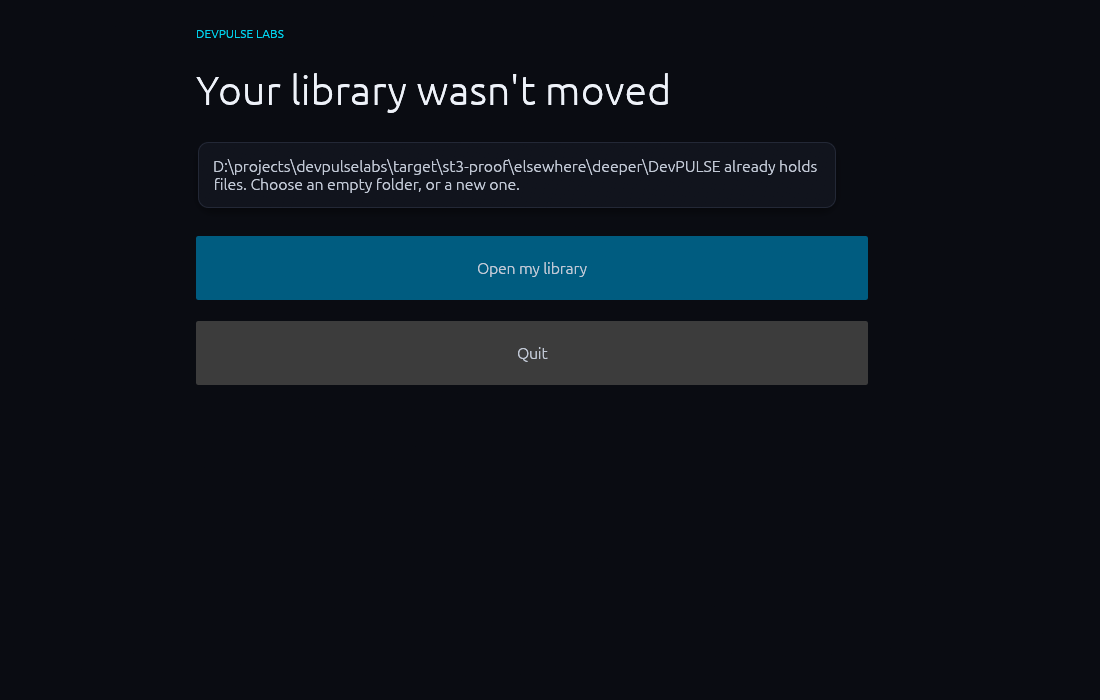 DEVPULSE LABS
Your library wasn't moved
D:\projects\devpulselabs\target\st3-proof\elsewhere\deeper\DevPULSE already holds
files. Choose an empty folder, or a new one.
Open my library
Quit